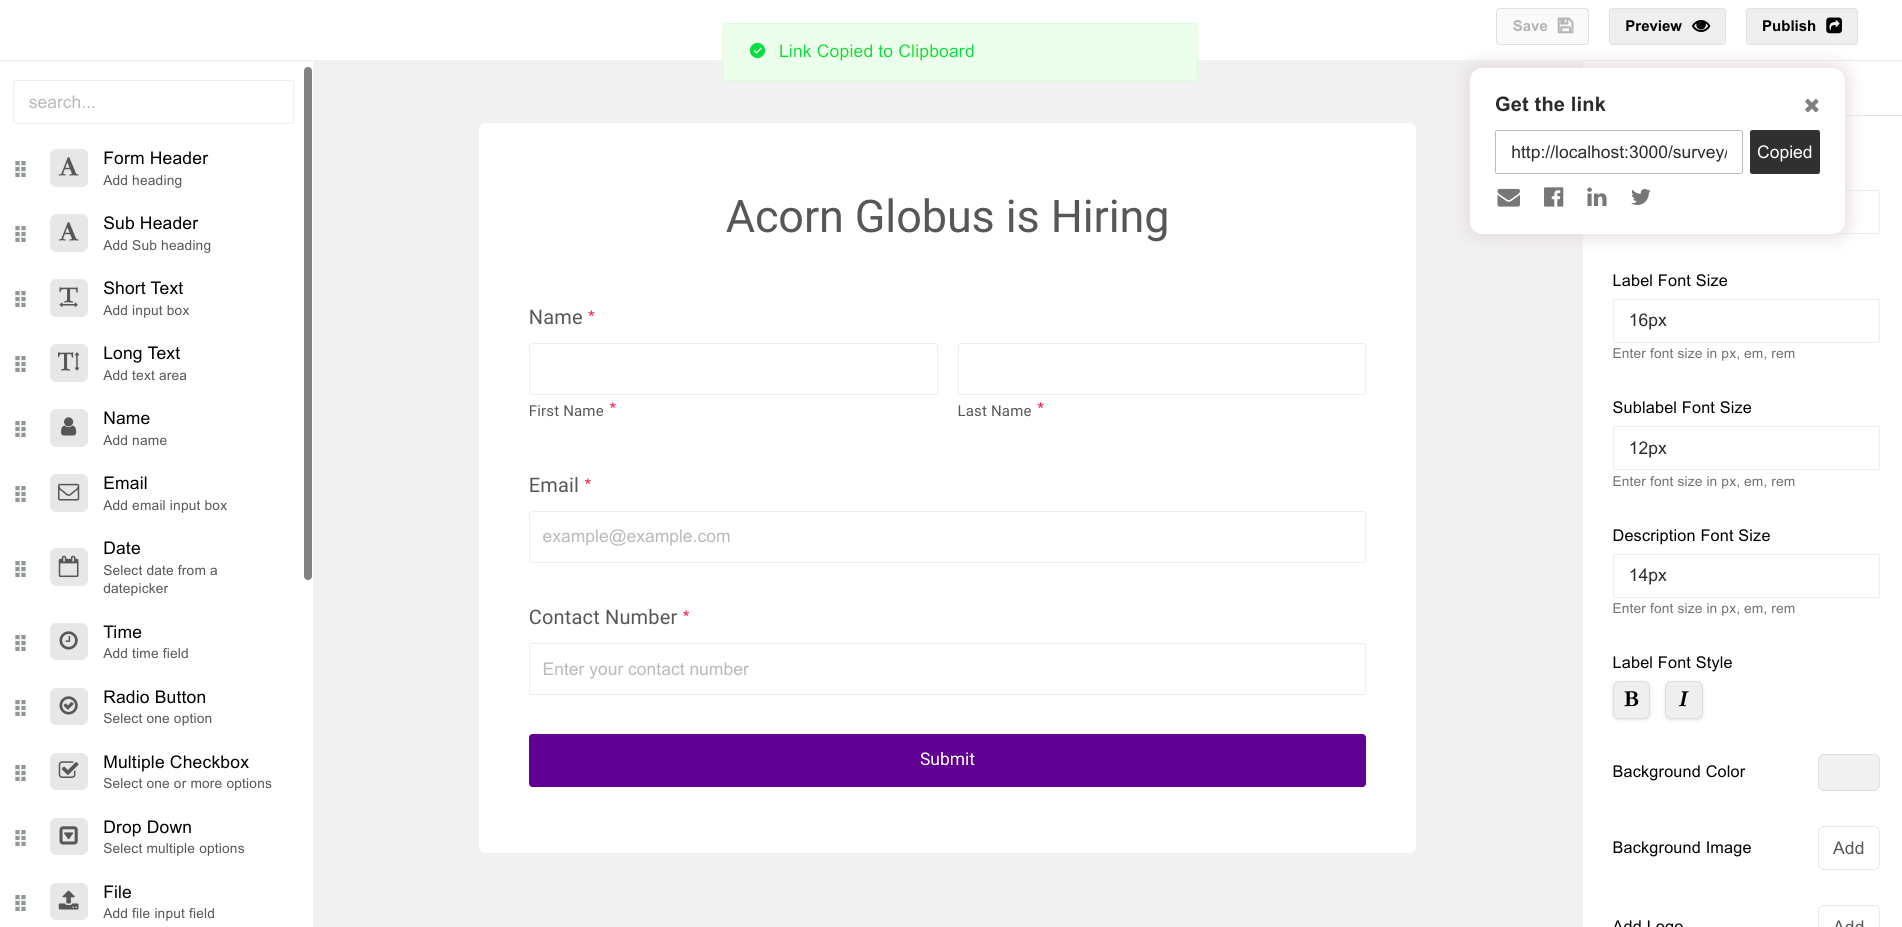 Save
Preview
Publish
Link Copied to Clipboard
search...
Form Header
Add heading
Sub Header
Add Sub heading
Short Text
Add input box
Long Text
Add text area
Name
Add name
Email
Add email input box
Date
Select date from a
datepicker
Time
Add time field
Radio Button
Select one option
Multiple Checkbox
Select one or more options
Drop Down
Select multiple options
File
Add file input field
Acorn Globus is Hiring
Name *
First Name *
Last Name *
Email *
example@example.com
Contact Number *
Enter your contact number
Submit
Get the link
http://localhost:3000/survey/
Copied
Label Font Size
16px
Enter font size in px, em, rem
Sublabel Font Size
12px
Enter font size in px, em, rem
Description Font Size
14px
Enter font size in px, em, rem
Label Font Style
B I
Background Color
Background Image
Add
Add Logo
Add